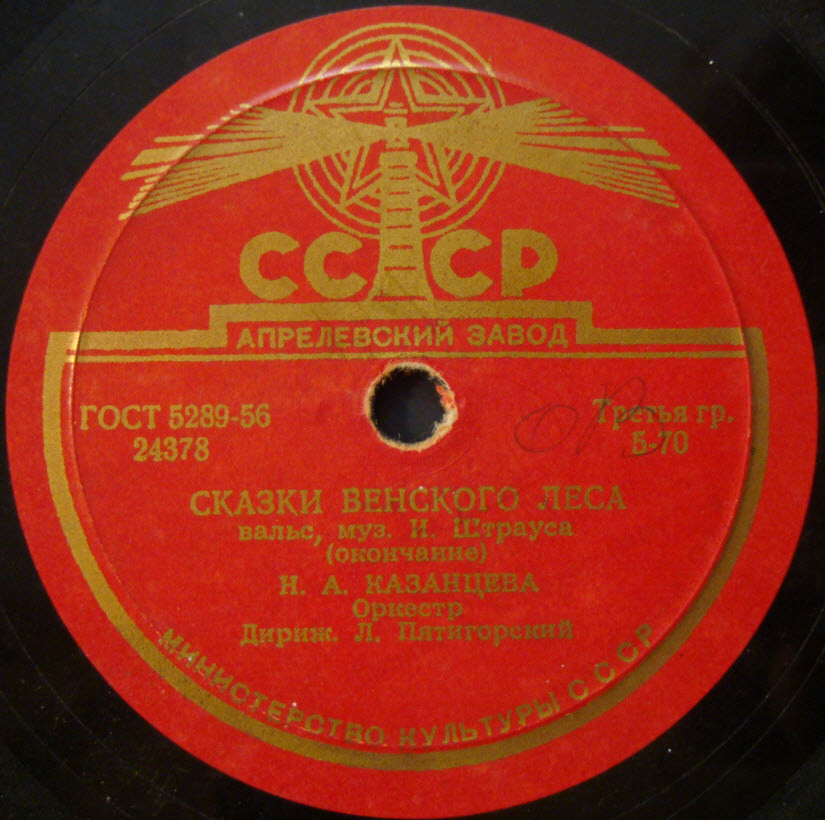 СССР
АПРЕЛЕВСКИЙ ЗАВОД
ГОСТ 5289-56
24378
Третья гр.
Б-70
СКАЗКИ ВЕНСКОГО ЛЕСА
вальс, муз. И. Штрауса
(окончание)
Н. А. КАЗАНЦЕВА
Оркестр
Дириж. Л. Пятигорский
МИНИСТЕРСТВО КУЛЬТУРЫ СССР